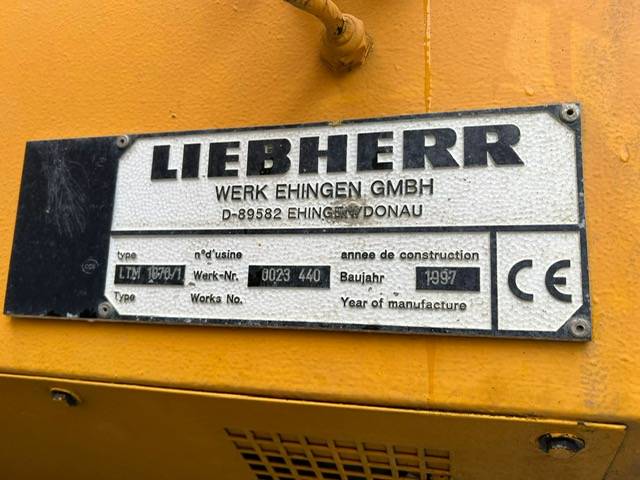 LIEBHERR
WERK EHINGEN GMBH
D-89582 EHINGEN/DONAU
type n°d'usine annee de construction
LTM 1070/1 Werk-Nr. 0023 440 Baujahr 1997
Type Works No. Year of manufacture
CE